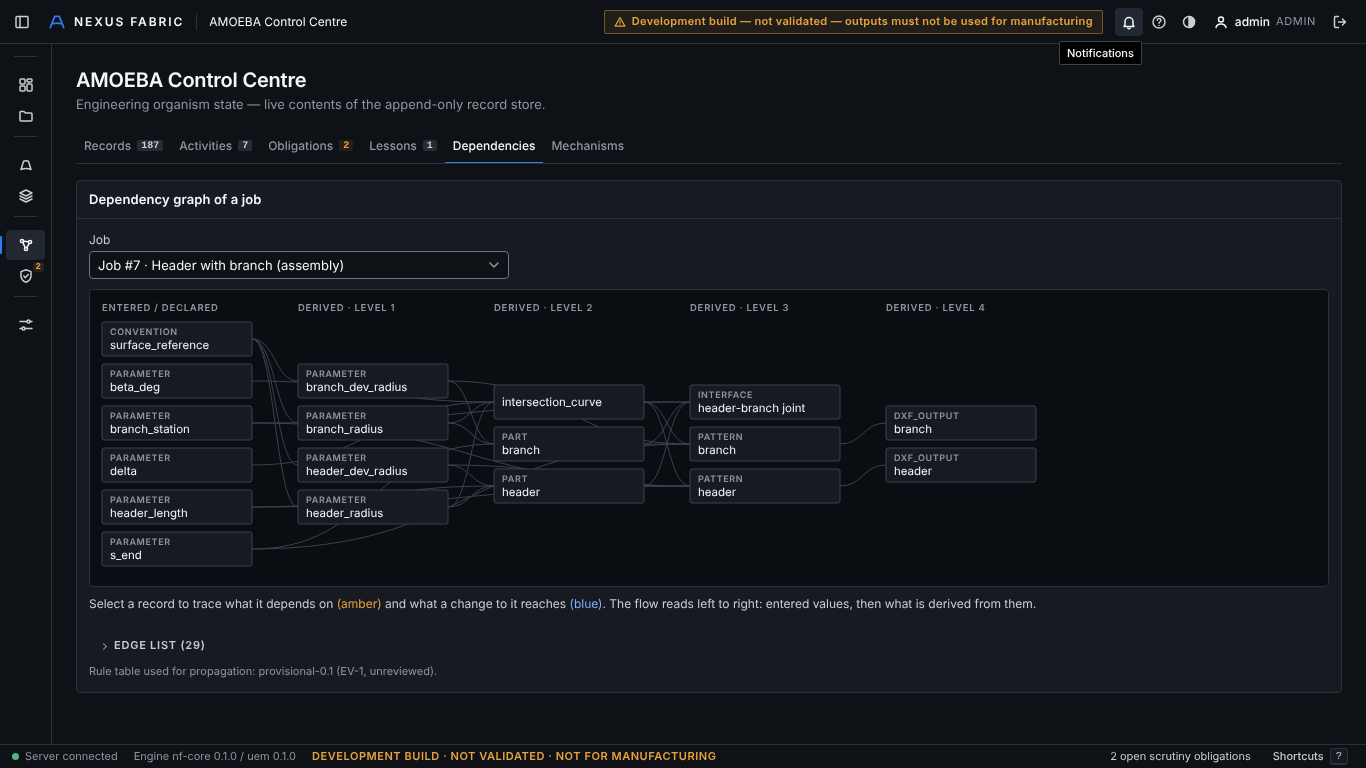 NEXUS FABRIC
AMOEBA Control Centre
Development build — not validated — outputs must not be used for manufacturing
admin ADMIN
Notifications
AMOEBA Control Centre
Engineering organism state — live contents of the append-only record store.
Records 187 Activities 7 Obligations 2 Lessons 1 Dependencies Mechanisms
2
Dependency graph of a job
Job
Job #7 · Header with branch (assembly)
ENTERED / DECLARED
CONVENTION
surface_reference
PARAMETER
beta_deg
PARAMETER
branch_station
PARAMETER
delta
PARAMETER
header_length
PARAMETER
s_end
DERIVED · LEVEL 1
PARAMETER
branch_dev_radius
PARAMETER
branch_radius
PARAMETER
header_dev_radius
PARAMETER
header_radius
DERIVED · LEVEL 2
intersection_curve
PART
branch
PART
header
DERIVED · LEVEL 3
INTERFACE
header-branch joint
PATTERN
branch
PATTERN
header
DERIVED · LEVEL 4
DXF_OUTPUT
branch
DXF_OUTPUT
header
Select a record to trace what it depends on (amber) and what a change to it reaches (blue). The flow reads left to right: entered values, then what is derived from them.
EDGE LIST (29)
Rule table used for propagation: provisional-0.1 (EV-1, unreviewed).
Server connected
Engine nf-core 0.1.0 / uem 0.1.0
DEVELOPMENT BUILD · NOT VALIDATED · NOT FOR MANUFACTURING
2 open scrutiny obligations
Shortcuts ?